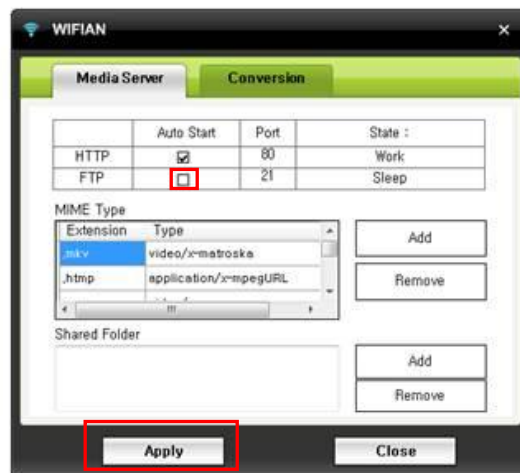 WIFIAN
Media Server Conversion
Auto Start Port State :
HTTP 80 Work
FTP 21 Sleep
MIME Type
Extension Type
.mkv video/x-matroska
.htmp application/x-mpegURL
Add
Remove
Shared Folder
Add
Remove
Apply Close